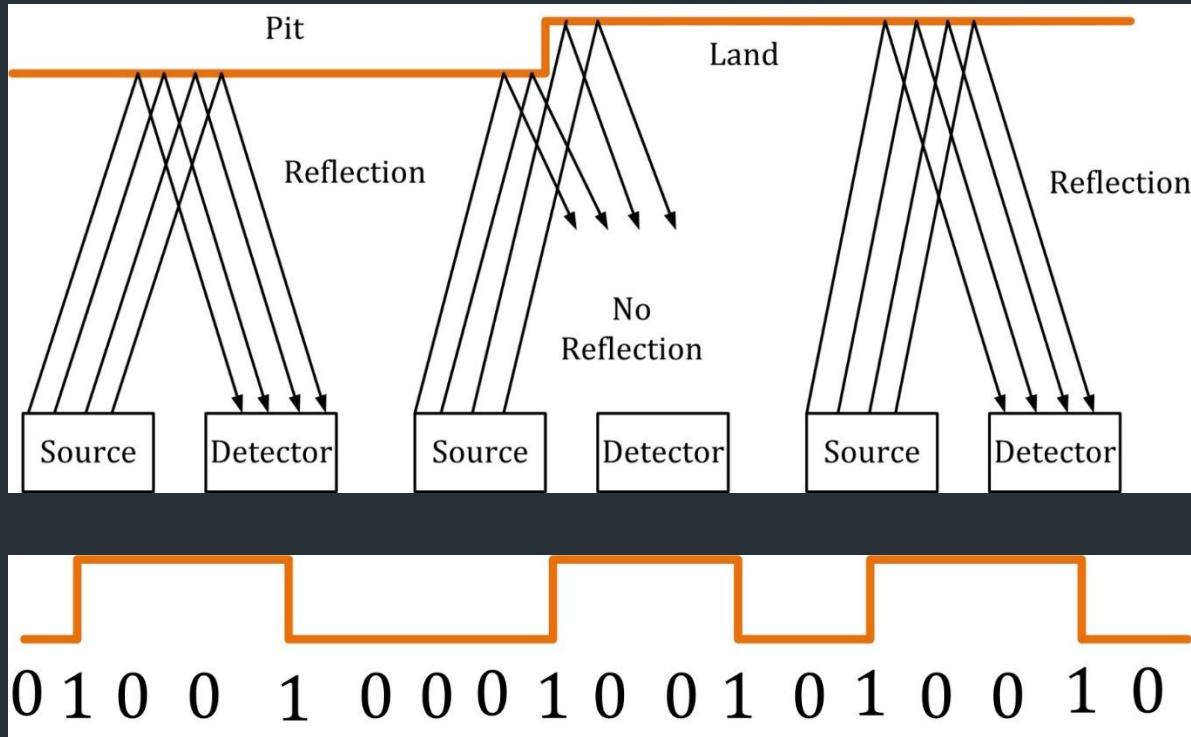 Pit
Land
Reflection
Reflection
No
Reflection
Source
Detector
Source
Detector
Source
Detector
0 1 0 0 1 0 0 0 1 0 0 1 0 1 0 0 1 0